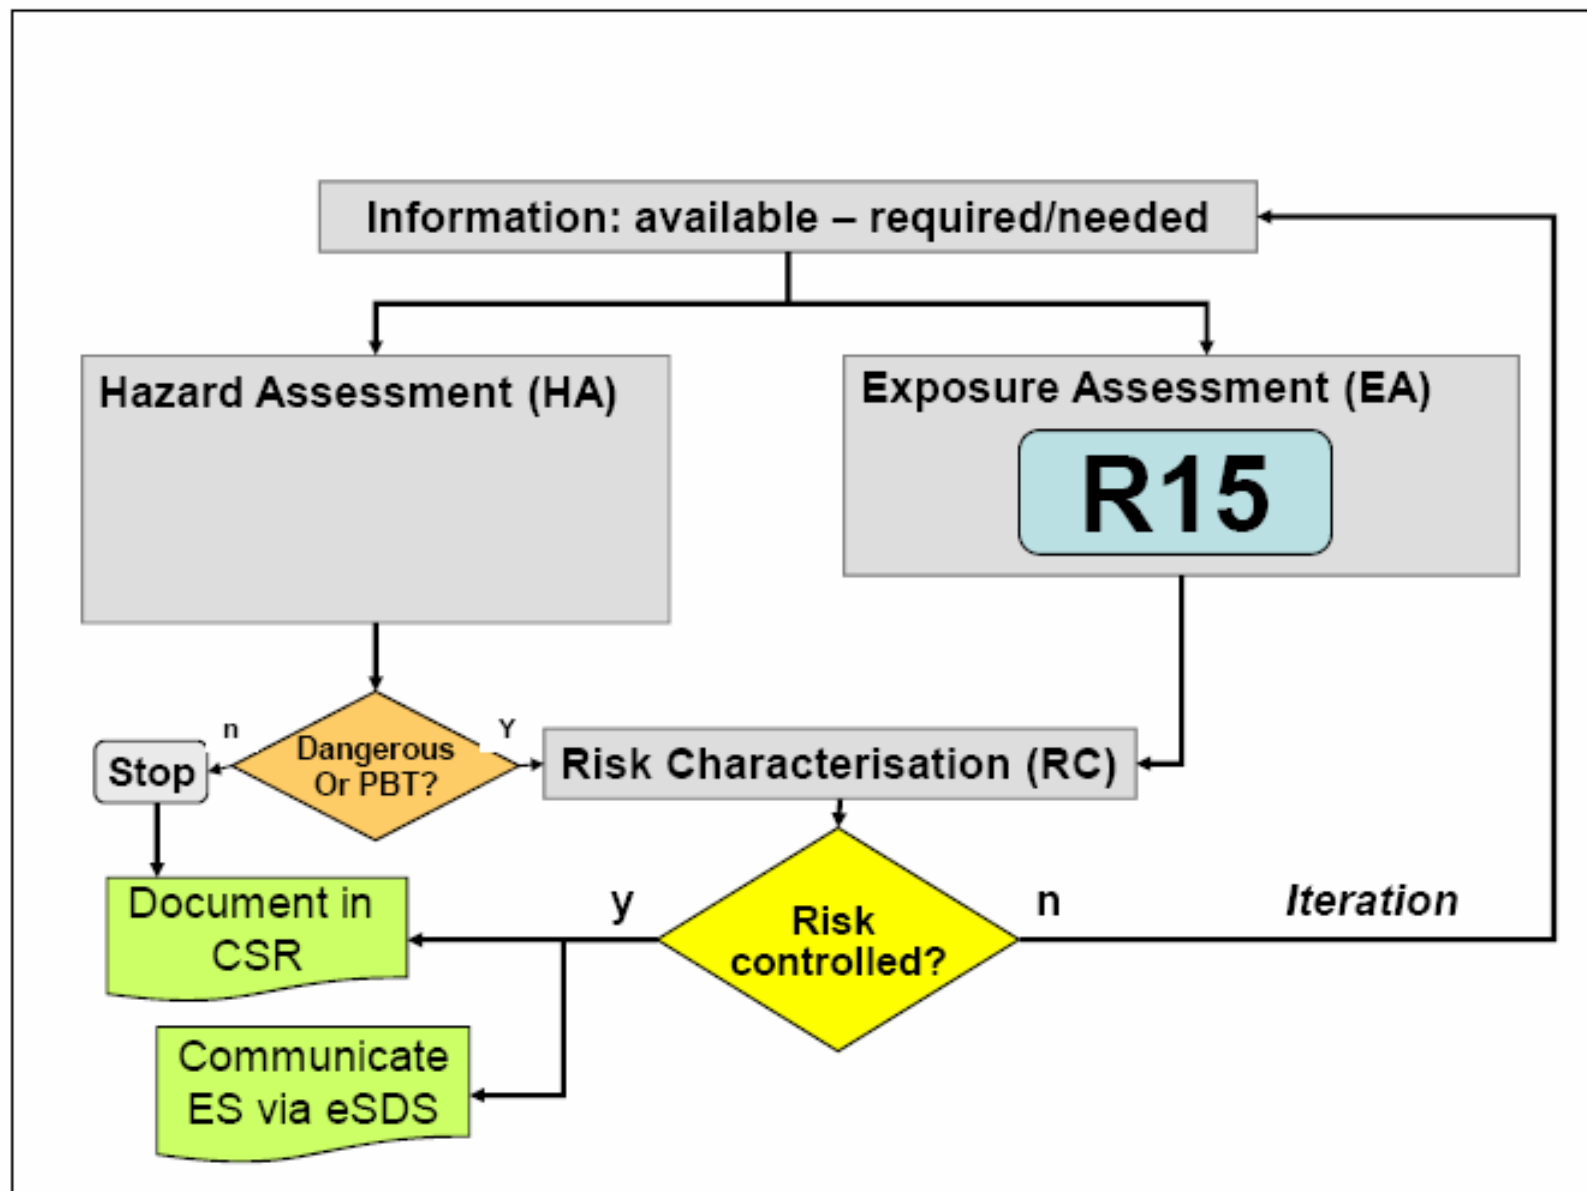 Information: available – required/needed
Hazard Assessment (HA)
Exposure Assessment (EA)
R15
n
Y
Dangerous
Or PBT?
Stop
Risk Characterisation (RC)
Document in
CSR
y
n
Iteration
Risk
controlled?
Communicate
ES via eSDS